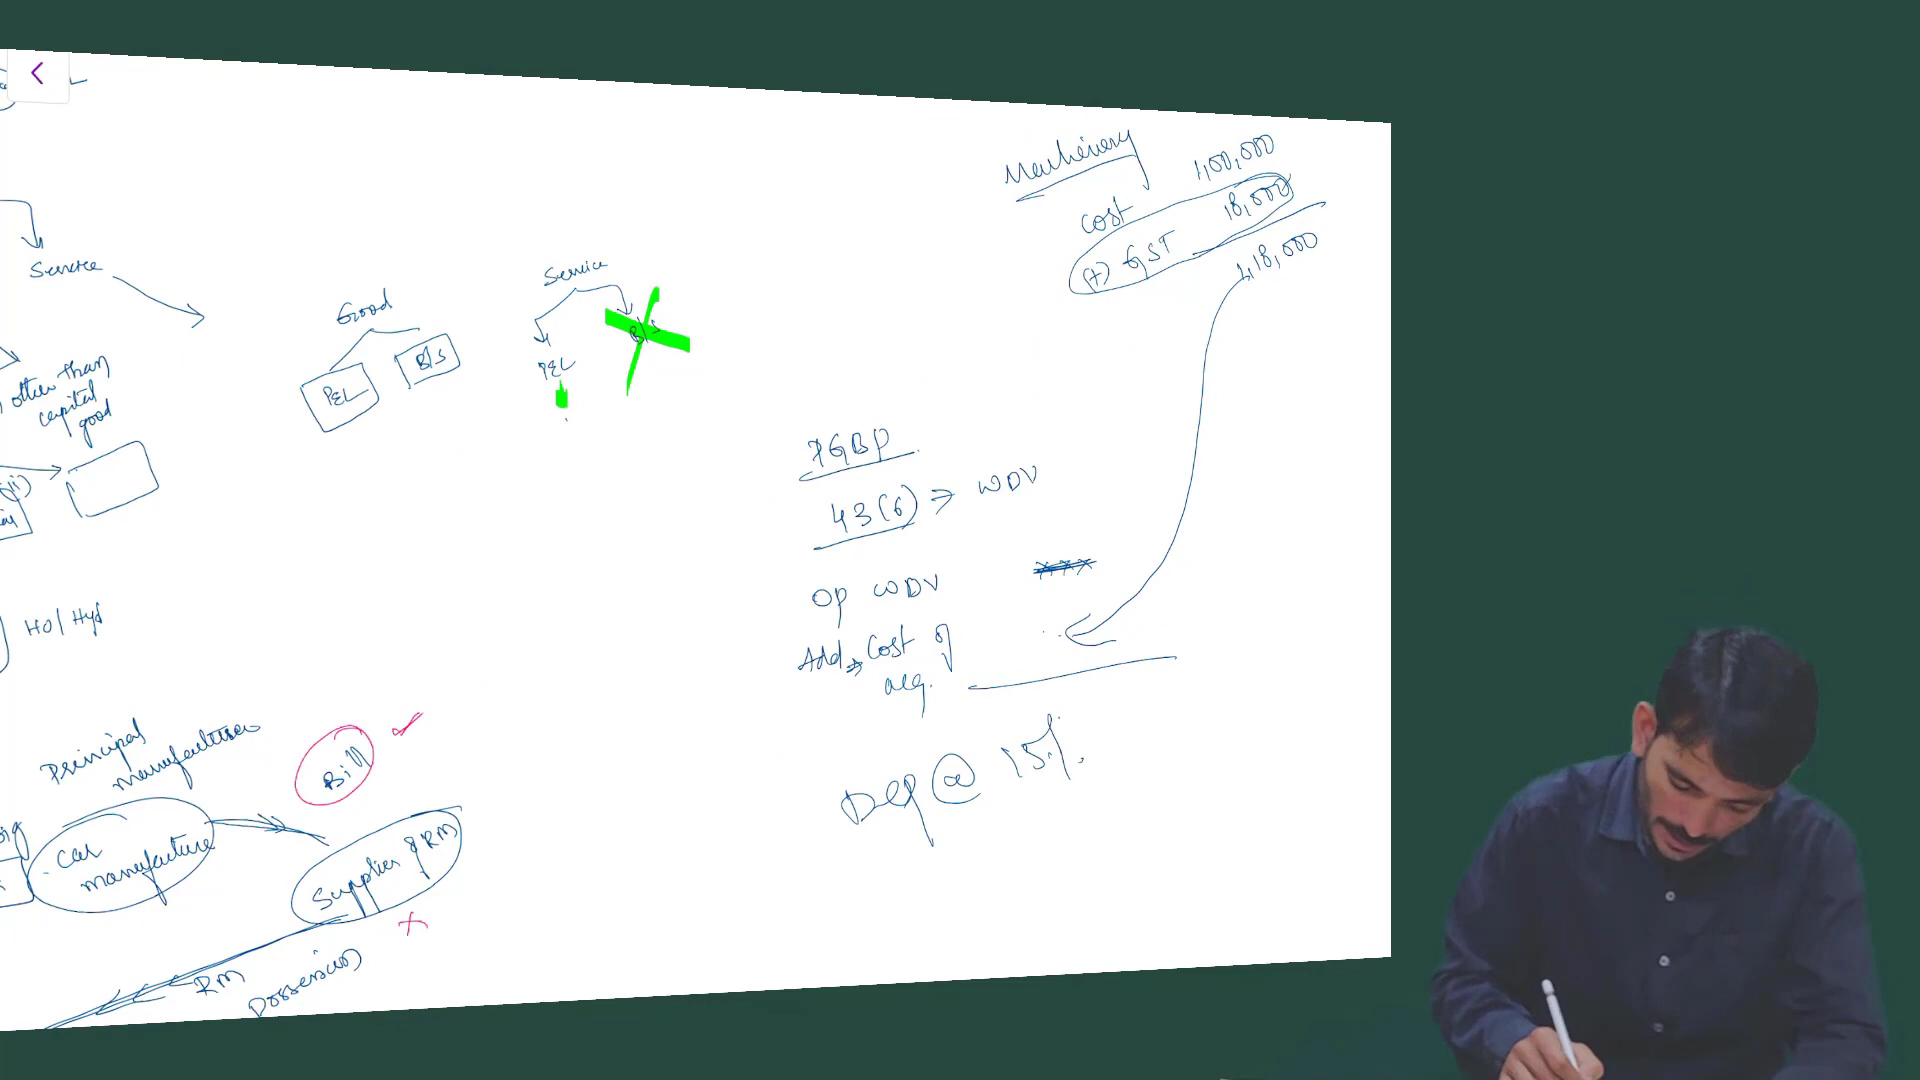 Service
other than
capital
good
HO/Hyd
Good
P&L
B/S
Service
P&L
B/S
Principal
manufacturer
Bill
Car
manufacture
Supplier of RM
RM
Possession
Machinery
Cost 1,00,000
(+) GST 18,000
1,18,000
PGBP
43(6) => WDV
Op WDV
Add => Cost of
acq.
Dep @ 15%